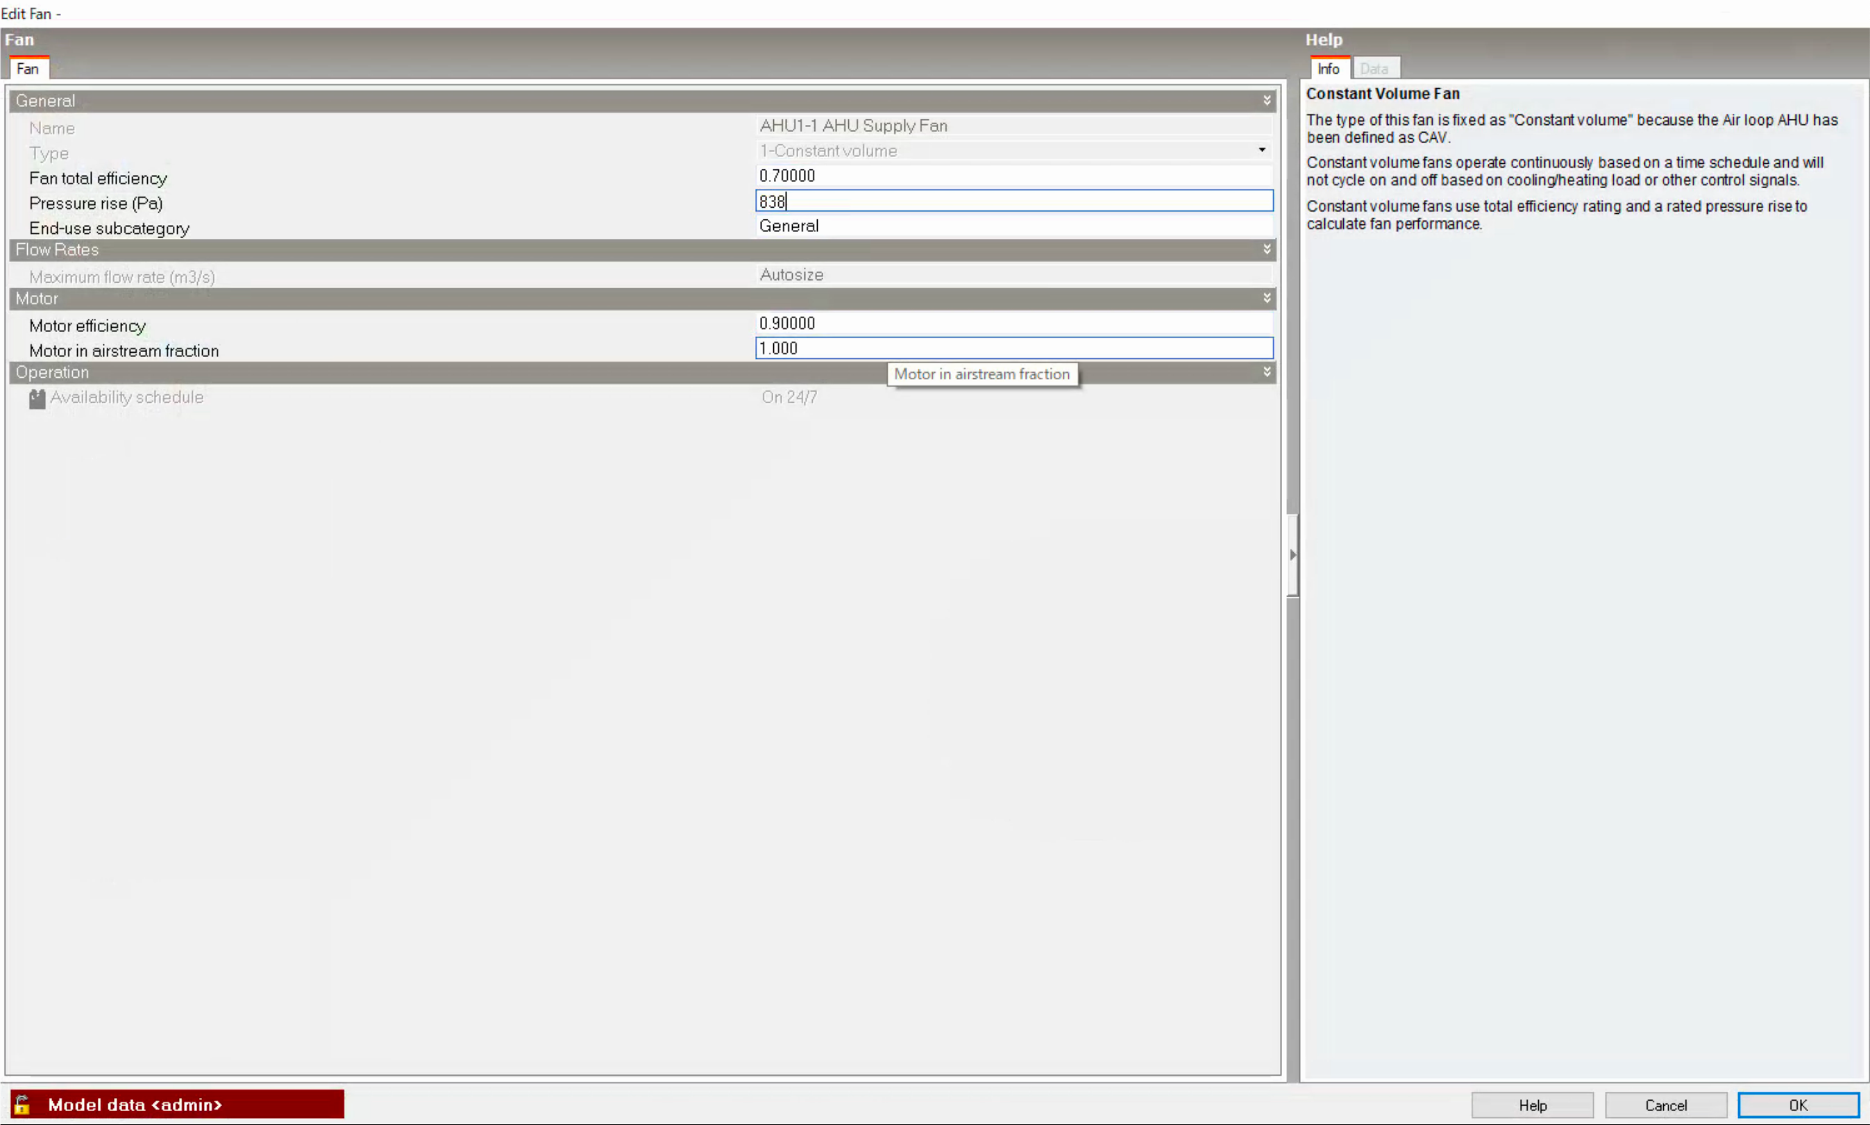 Edit Fan -
Fan
Fan
General
Name AHU1-1 AHU Supply Fan
Type 1-Constant volume
Fan total efficiency 0.70000
Pressure rise (Pa) 838
End-use subcategory General
Flow Rates
Maximum flow rate (m3/s) Autosize
Motor
Motor efficiency 0.90000
Motor in airstream fraction 1.000
Operation
Motor in airstream fraction
Availability schedule On 24/7
Help
Info Data
Constant Volume Fan
The type of this fan is fixed as "Constant volume" because the Air loop AHU has
been defined as CAV.
Constant volume fans operate continuously based on a time schedule and will
not cycle on and off based on cooling/heating load or other control signals.
Constant volume fans use total efficiency rating and a rated pressure rise to
calculate fan performance.
Model data <admin>
Help Cancel OK